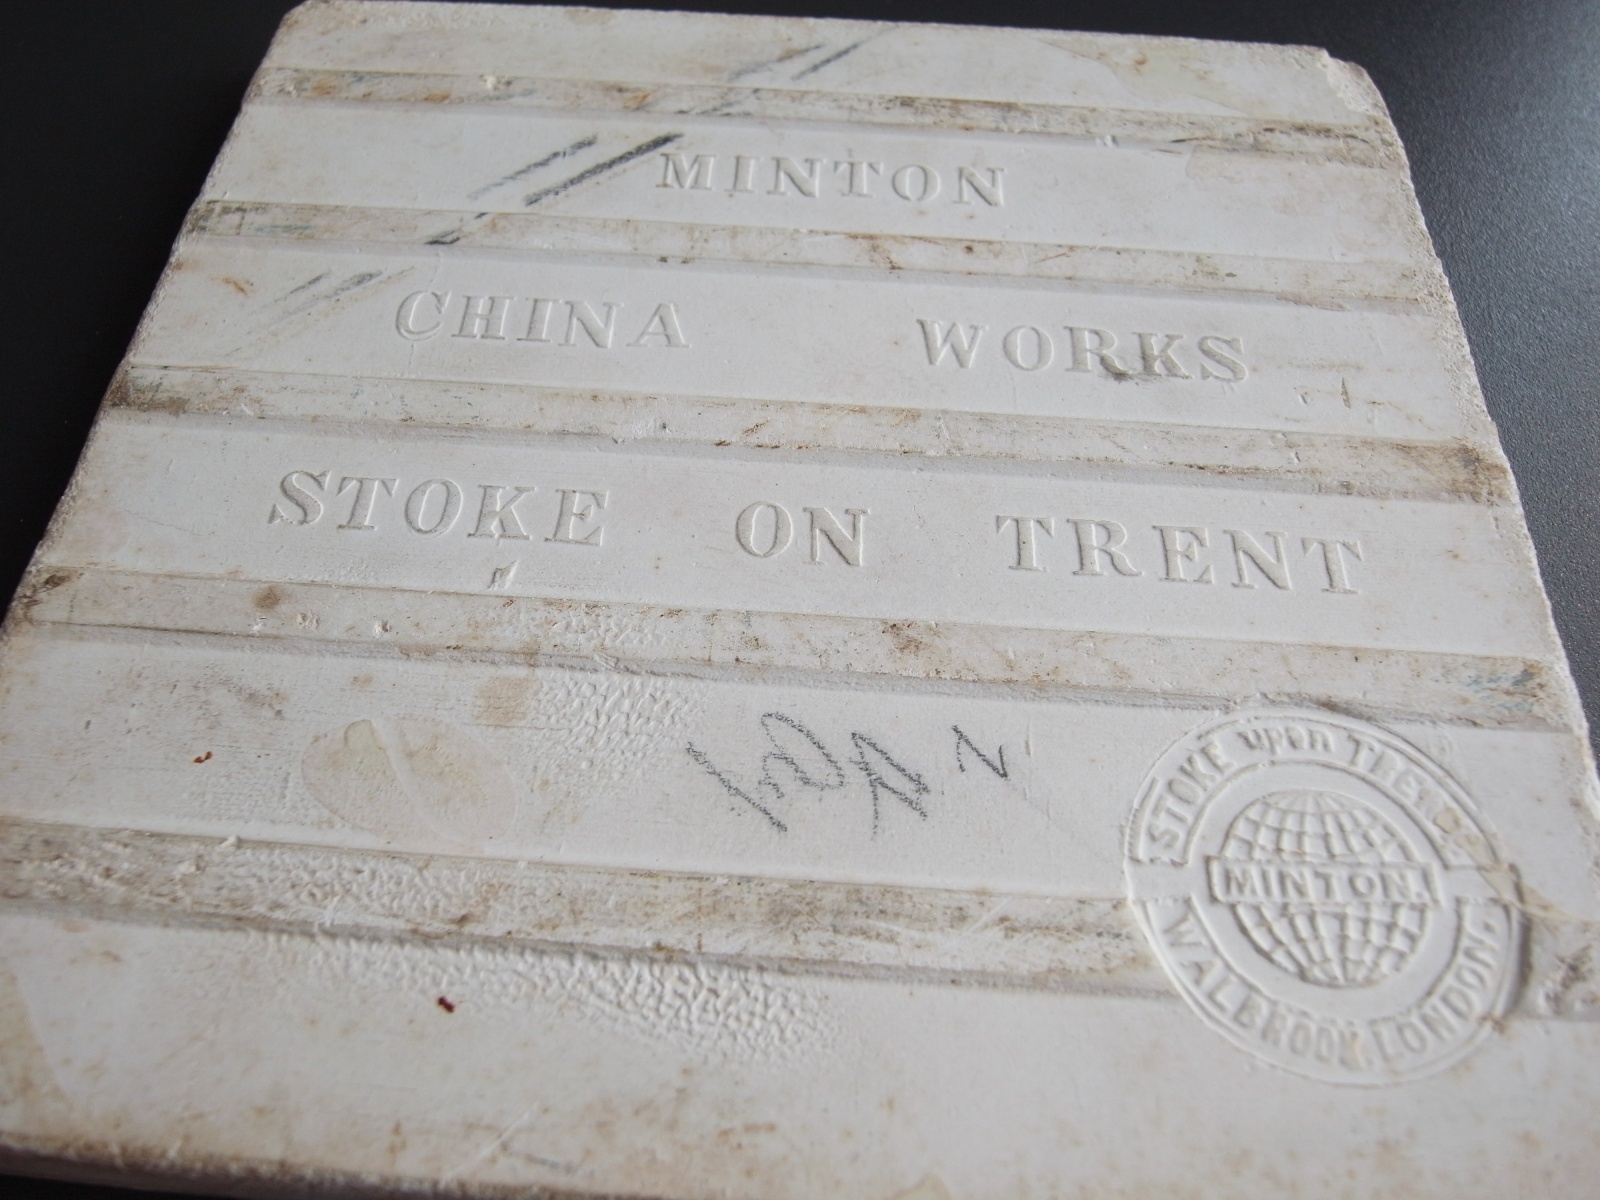 MINTON
CHINA WORKS
STOKE ON TRENT
STOKE upon TRENT &
MINTON.
WALBROOK, LONDON.